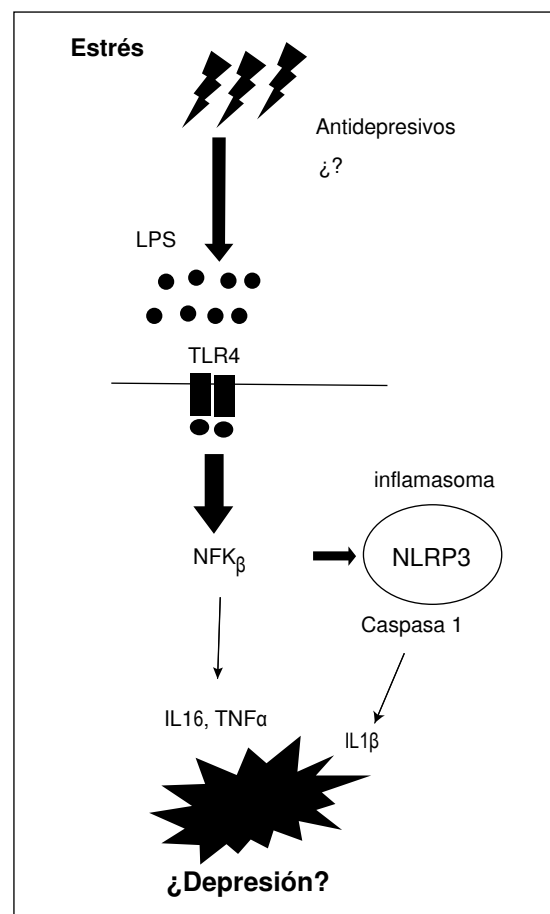 Estrés
Antidepresivos
¿?
LPS
TLR4
inflamasoma
NFKβ
NLRP3
Caspasa 1
IL16, TNFα
IL1β
¿Depresión?